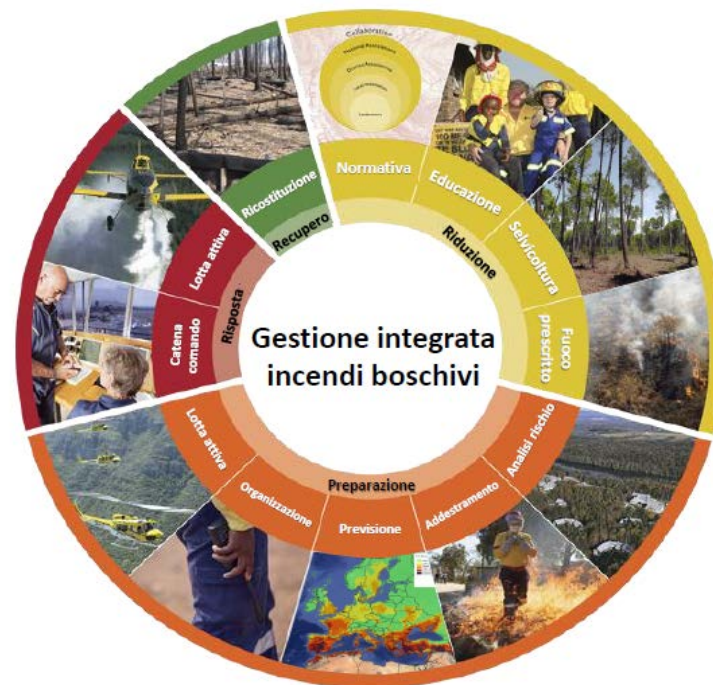 Gestione integrata
incendi boschivi
Riduzione
Normativa
Educazione
Selvicoltura
Fuoco
prescritto
Preparazione
Analisi rischio
Addestramento
Previsione
Organizzazione
Lotta attiva
Risposta
Catena
comando
Lotta attiva
Recupero
Ricostituzione